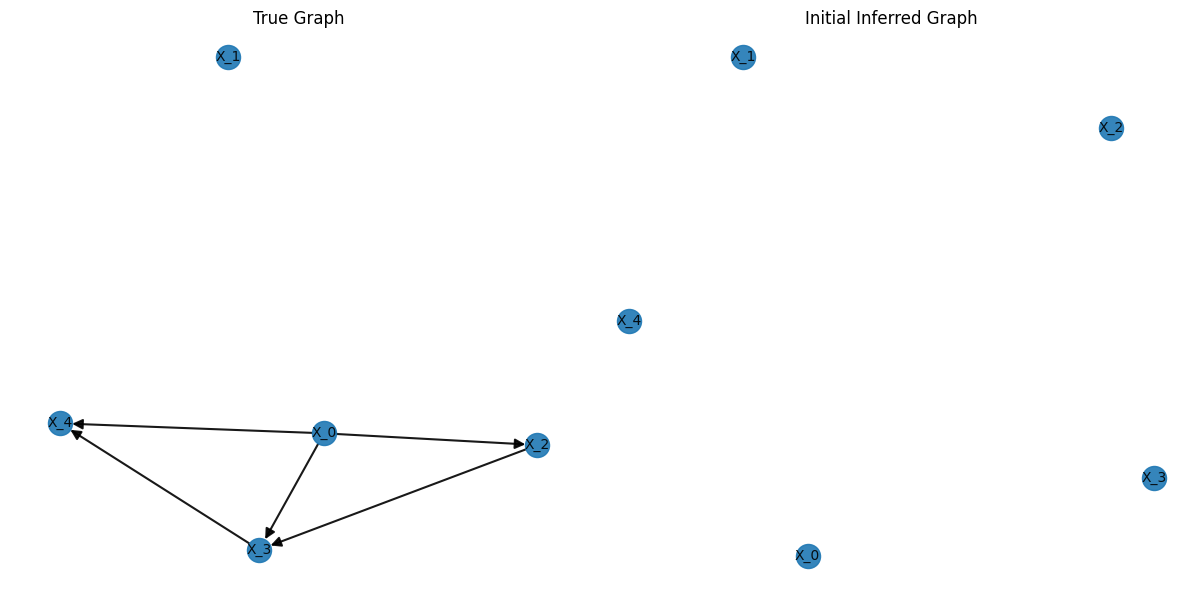 True Graph
X_1
X_4
X_0
X_2
X_3
Initial Inferred Graph
X_1
X_2
X_4
X_3
X_0